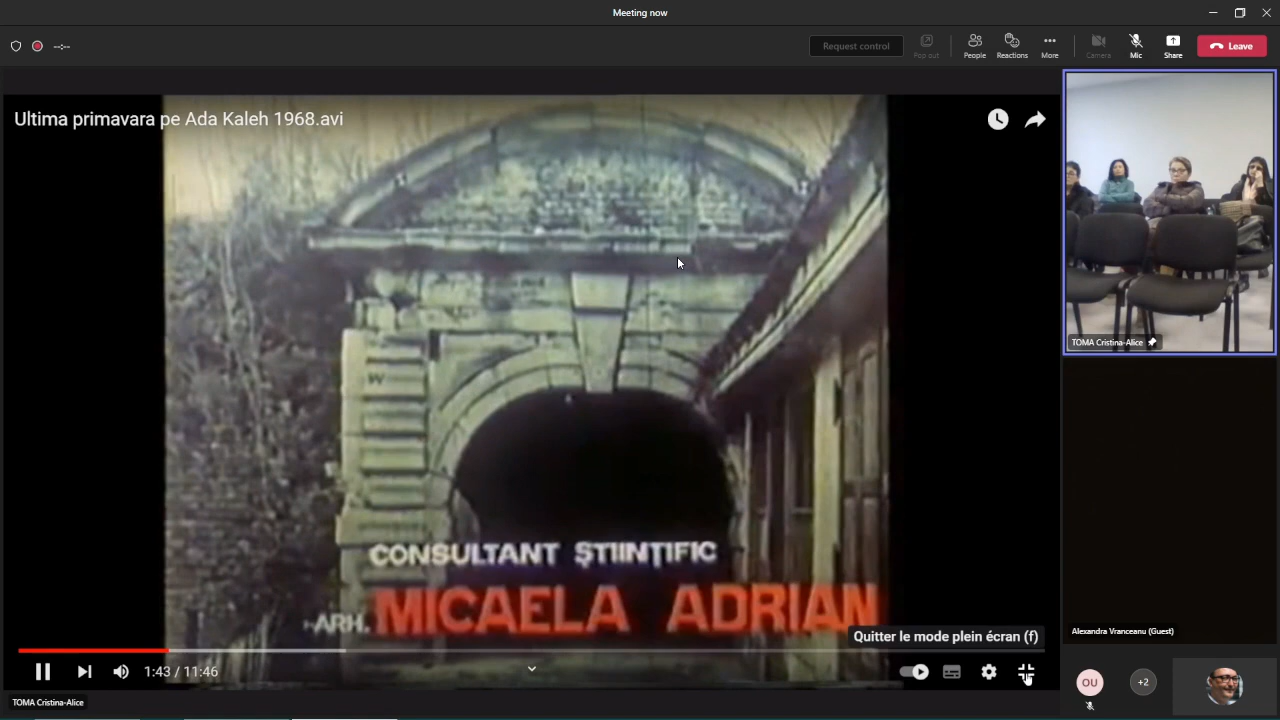 Meeting now
--:--
Request control
Pop out
People
Reactions
More
Camera
Mic
Share
Leave
Ultima primavara pe Ada Kaleh 1968.avi
W
CONSULTANT ŞTIINŢIFIC
ARH. MICAELA ADRIAN
Quitter le mode plein écran (f)
1:43 / 11:46
TOMA Cristina-Alice
TOMA Cristina-Alice
Alexandra Vranceanu (Guest)
OU
+2